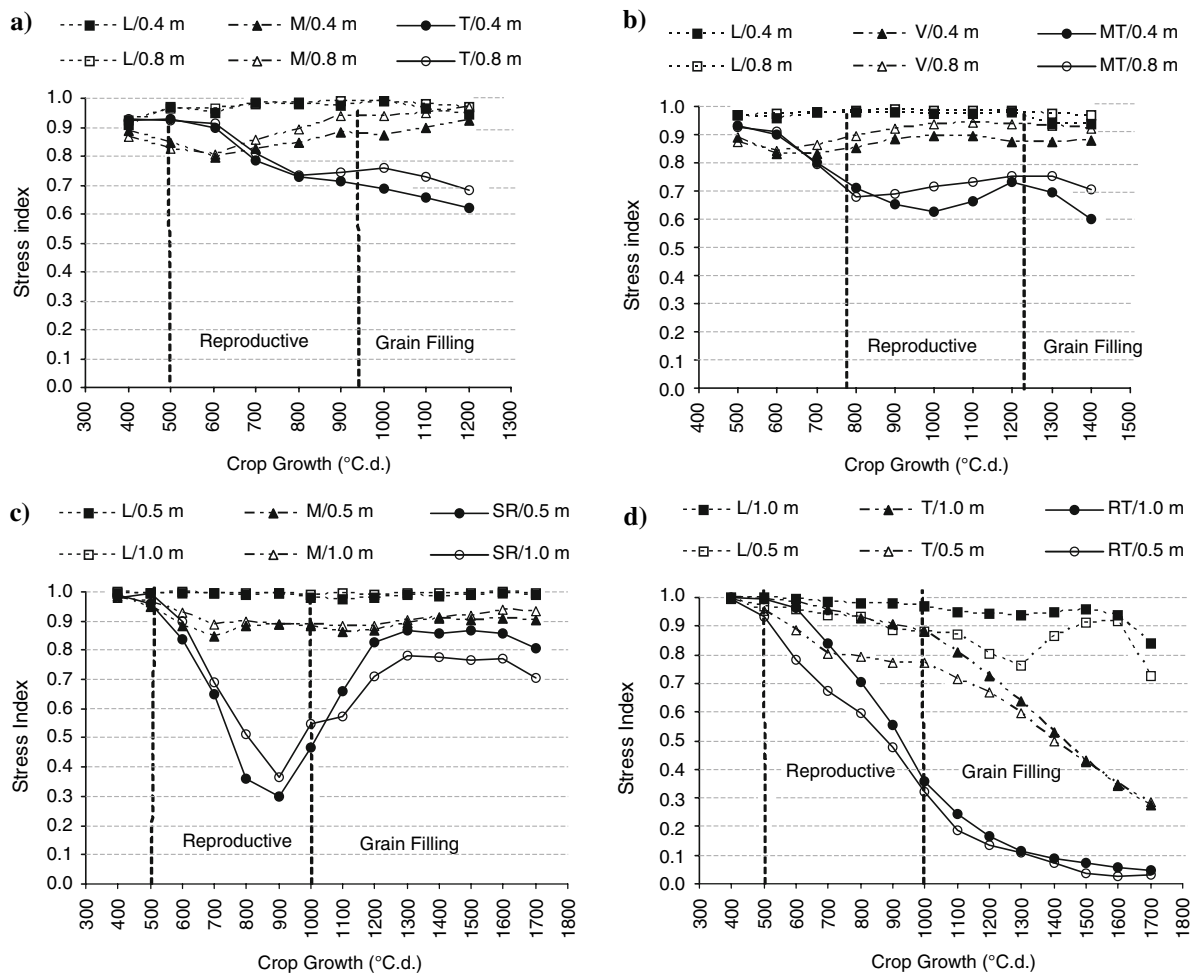 a)
L/0.4 m M/0.4 m T/0.4 m
L/0.8 m M/0.8 m T/0.8 m
Stress index
1.0
0.9
0.8
0.7
0.6
0.5
0.4
0.3
0.2
0.1
0.0
Reproductive
Grain Filling
300 400 500 600 700 800 900 1000 1100 1200 1300
Crop Growth (°C.d.)
b)
L/0.4 m V/0.4 m MT/0.4 m
L/0.8 m V/0.8 m MT/0.8 m
Stress index
1.0
0.9
0.8
0.7
0.6
0.5
0.4
0.3
0.2
0.1
0.0
Reproductive
Grain Filling
400 500 600 700 800 900 1000 1100 1200 1300 1400 1500
Crop Growth (°C.d.)
c)
L/0.5 m M/0.5 m SR/0.5 m
L/1.0 m M/1.0 m SR/1.0 m
Stress Index
1.0
0.9
0.8
0.7
0.6
0.5
0.4
0.3
0.2
0.1
0.0
Reproductive
Grain Filling
300 400 500 600 700 800 900 1000 1100 1200 1300 1400 1500 1600 1700 1800
Crop Growth (°C.d.)
d)
L/1.0 m T/1.0 m RT/1.0 m
L/0.5 m T/0.5 m RT/0.5 m
Stress Index
1.0
0.9
0.8
0.7
0.6
0.5
0.4
0.3
0.2
0.1
0.0
Reproductive
Grain Filling
300 400 500 600 700 800 900 1000 1100 1200 1300 1400 1500 1600 1700 1800
Crop Growth (°C.d.)